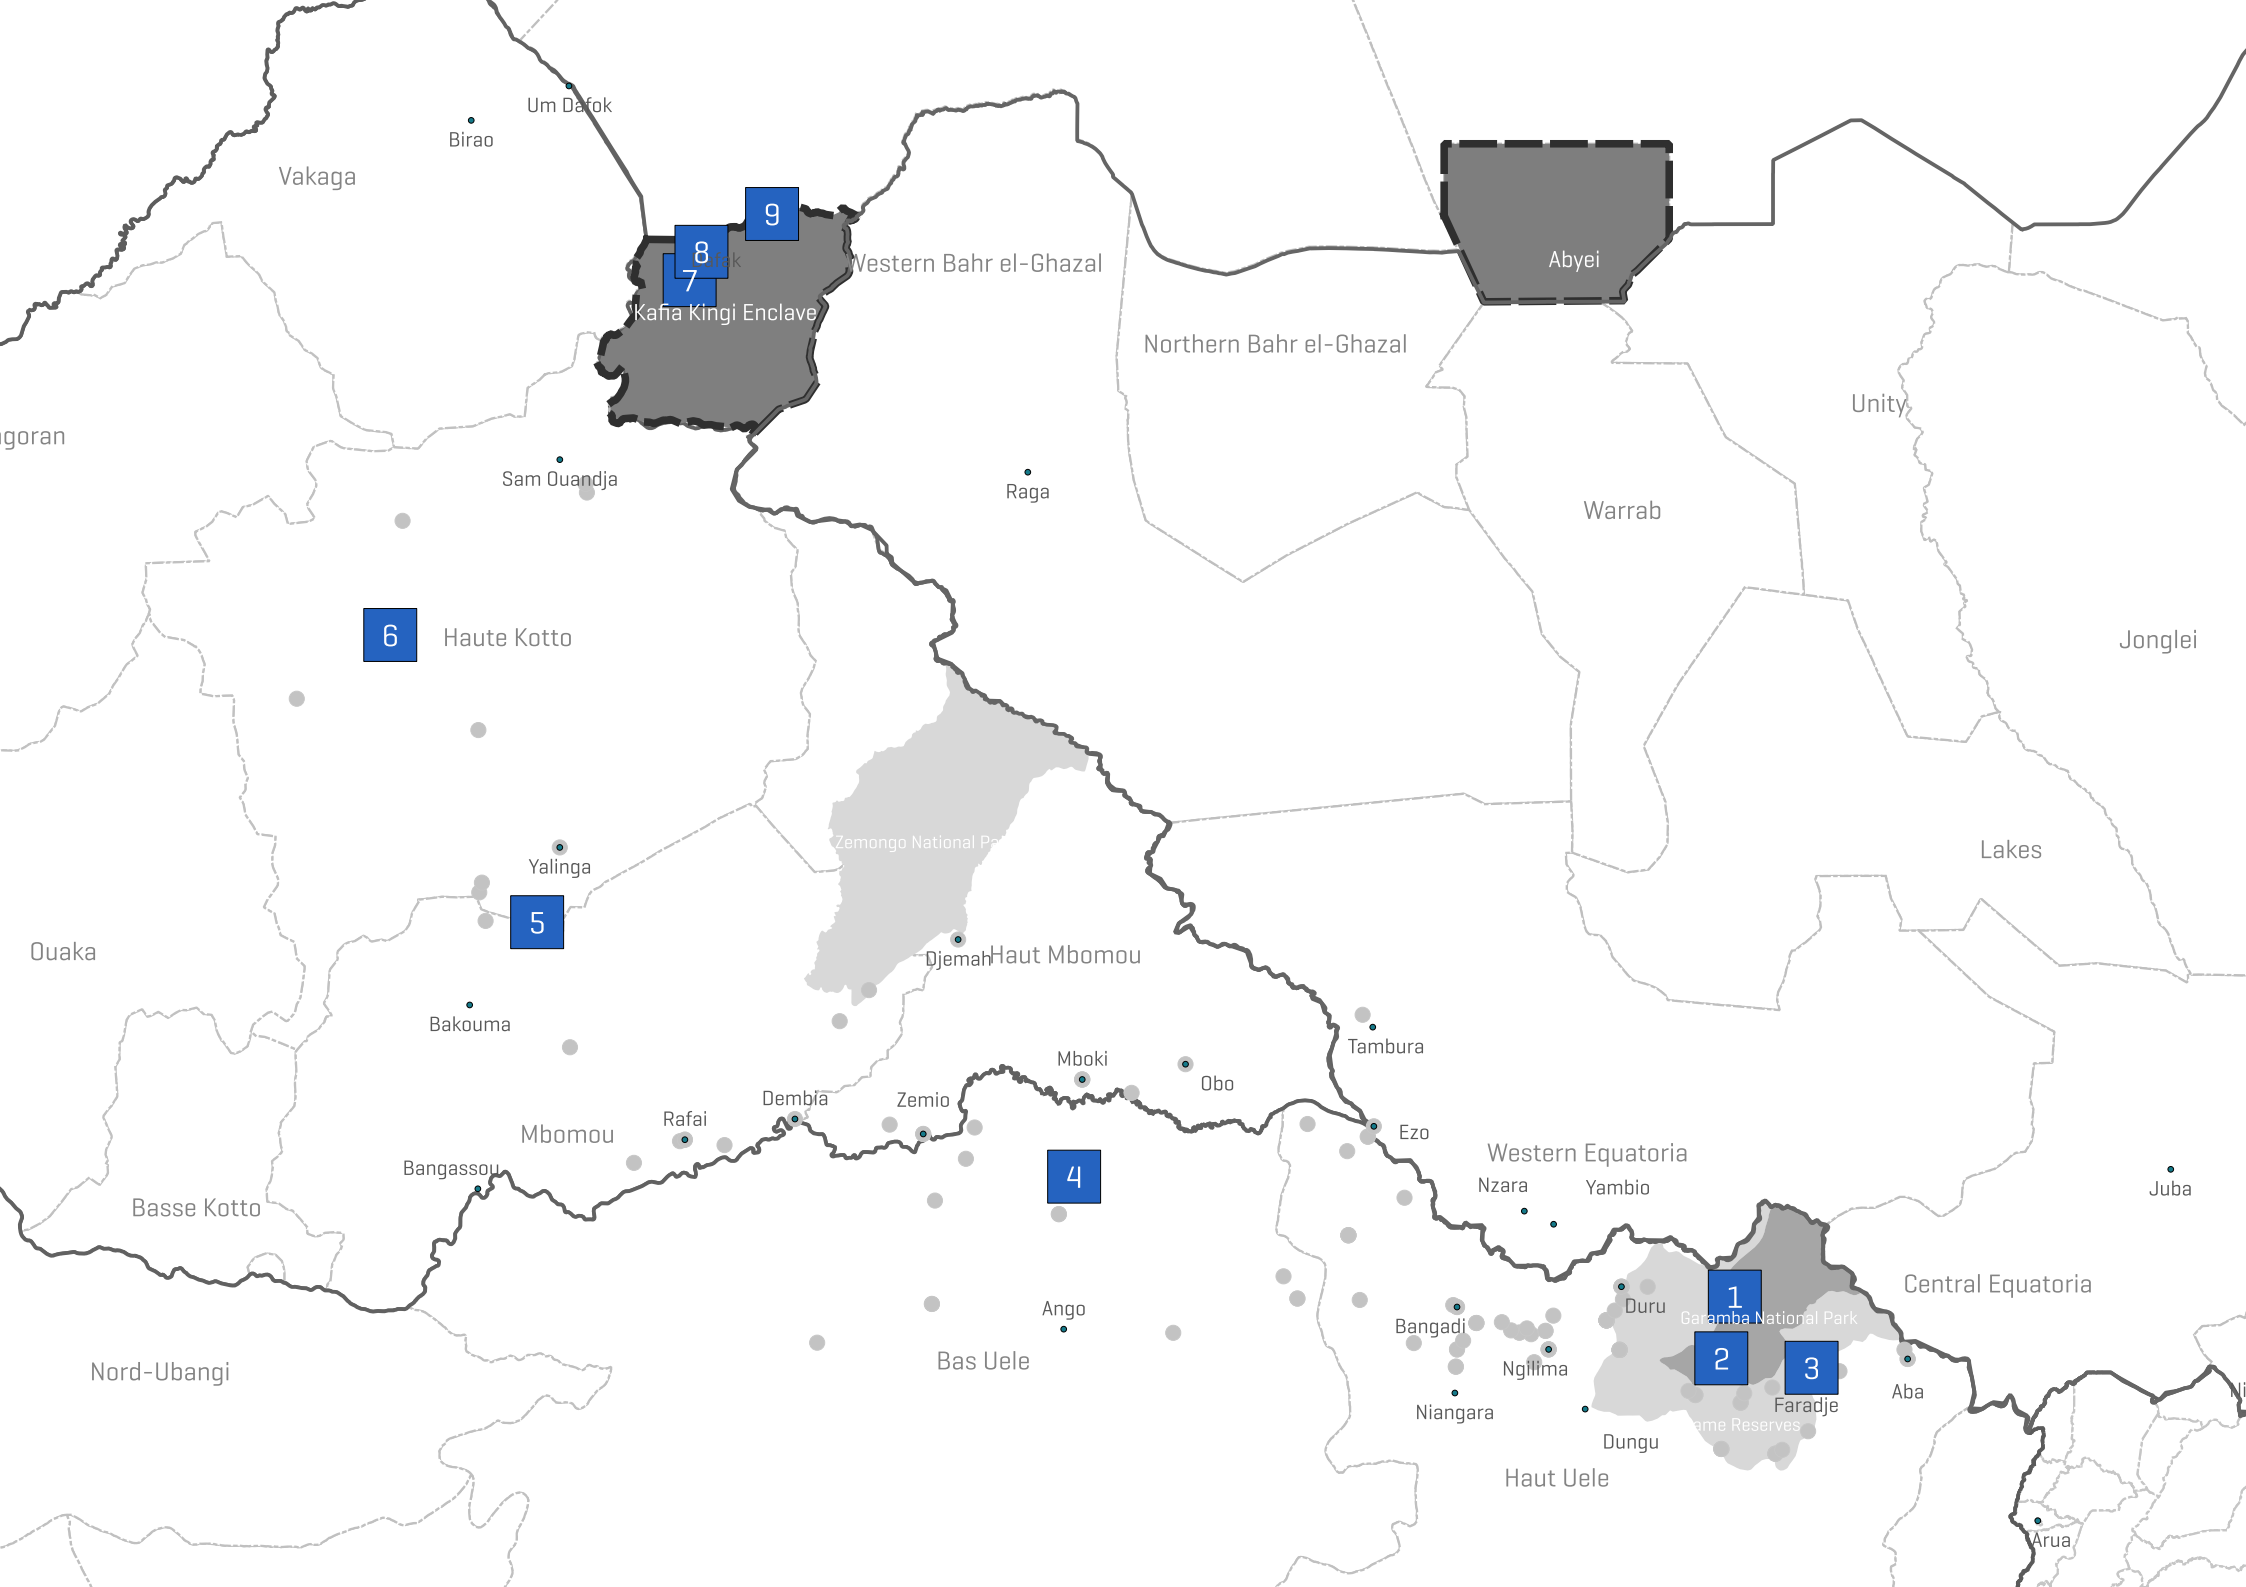 Um Dafok
Birao
Vakaga
9
8
7
Kafia Kingi Enclave
Western Bahr el-Ghazal
Abyei
Northern Bahr el-Ghazal
Unity
Sam Ouandja
Raga
Warrab
6
Haute Kotto
Jonglei
Zemongo National
Lakes
Yalinga
5
Ouaka
Djemah
Haut Mbomou
Bakouma
Tambura
Mboki
Obo
Dembia
Zemio
Rafai
Mbomou
Ezo
Western Equatoria
Bangassou
4
Nzara
Yambio
Juba
Basse Kotto
Central Equatoria
1
Duru
Garamba National Park
Ango
Bangadi
2
3
Bas Uele
Nord-Ubangi
Ngilima
Aba
Niangara
Faradje
Reserves
Dungu
Haut Uele
Arua